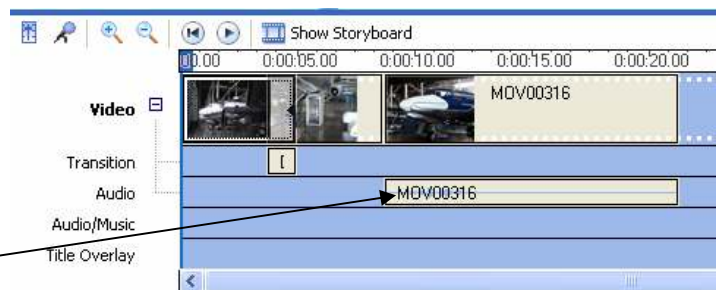 Show Storyboard
0.00 0:00:05.00 0:00:10.00 0:00:15.00 0:00:20.00
Video MOV00316
Transition
Audio MOV00316
Audio/Music
Title Overlay